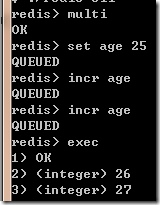 redis> multi
OK
redis> set age 25
QUEUED
redis> incr age
QUEUED
redis> incr age
QUEUED
redis> exec
1) OK
2) (integer) 26
3) (integer) 27